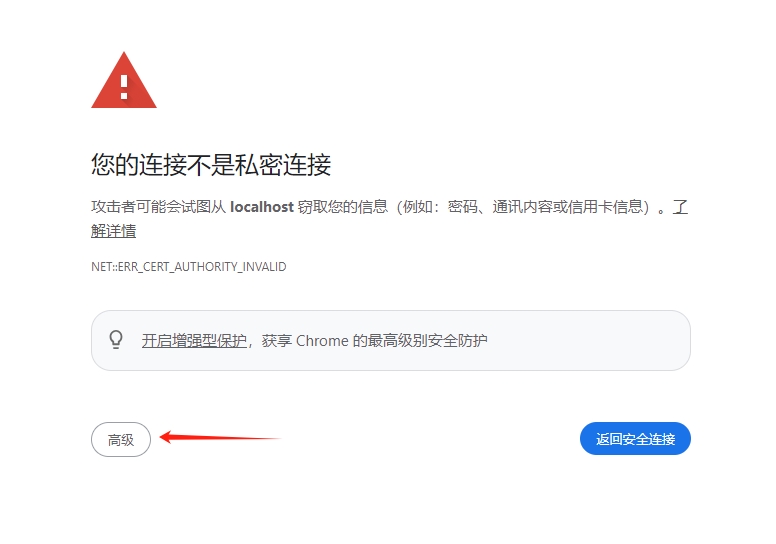 您的连接不是私密连接
攻击者可能会试图从 localhost 窃取您的信息（例如：密码、通讯内容或信用卡信息）。了
解详情
NET::ERR_CERT_AUTHORITY_INVALID
开启增强型保护，获享 Chrome 的最高级别安全防护
高级
返回安全连接